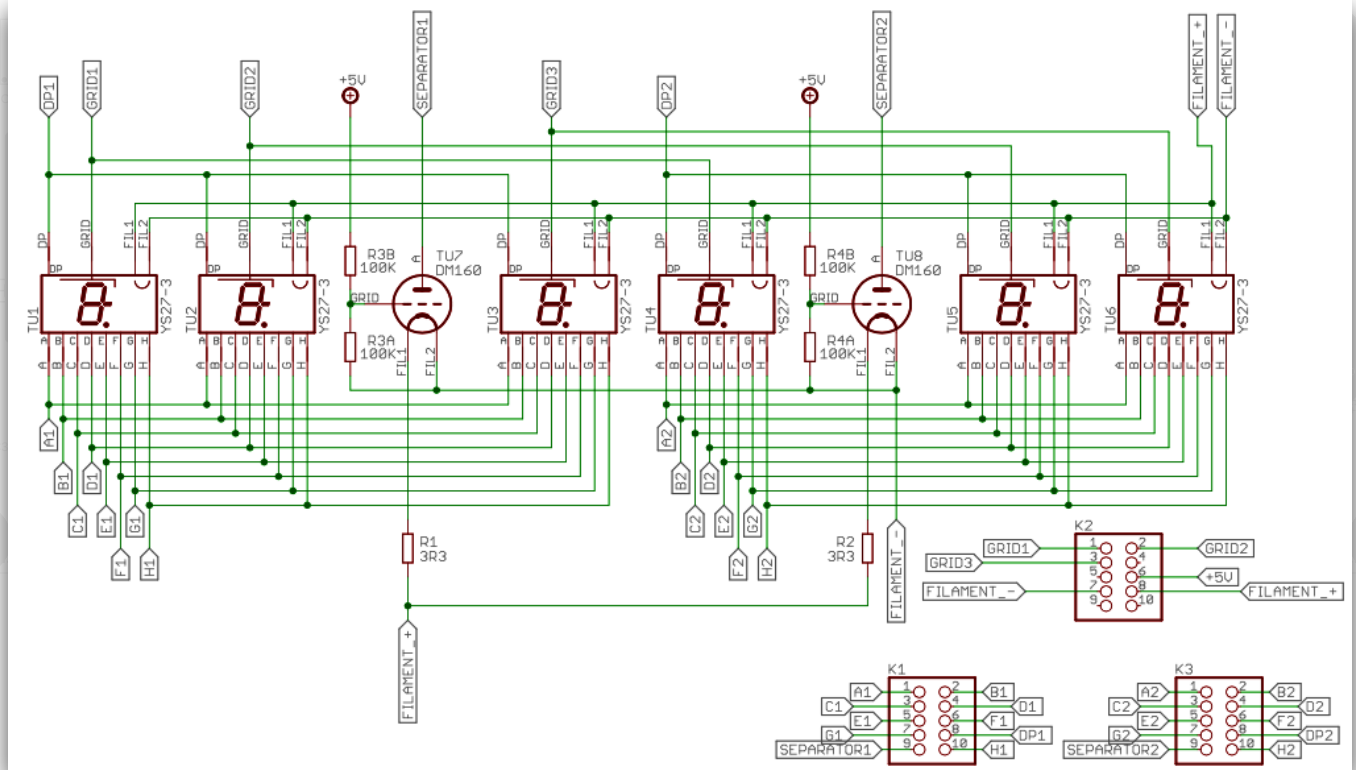 DP1
GRID1
GRID2
+5V
SEPARATOR1
GRID3
DP2
+5V
SEPARATOR2
FILAMENT_+
FILAMENT_-
DP GRID FIL1 FIL2
DP
TU1
YS27-3
A B C D E F G H
A B C D E F G H
DP GRID FIL1 FIL2
DP
TU2
YS27-3
A B C D E F G H
A B C D E F G H
R3B
100K
GRID
R3A
100K
A
TU7
DM160
FIL1 FIL2
DP GRID FIL1 FIL2
DP
TU3
YS27-3
A B C D E F G H
A B C D E F G H
DP GRID FIL1 FIL2
DP
TU4
YS27-3
A B C D E F G H
A B C D E F G H
R4B
100K
GRID
R4A
100K
A
TU8
DM160
FIL1 FIL2
DP GRID FIL1 FIL2
DP
TU5
YS27-3
A B C D E F G H
A B C D E F G H
DP GRID FIL1 FIL2
DP
TU6
YS27-3
A B C D E F G H
A B C D E F G H
A1
B1
C1
D1
E1
F1
G1
H1
A2
B2
C2
D2
E2
F2
G2
H2
R1
3R3
R2
3R3
FILAMENT_+
FILAMENT_-
K2
GRID1 1 2 GRID2
GRID3 3 4
5 6 +5V
FILAMENT_- 7 8 FILAMENT_+
9 10
K1
A1 1 2 B1
C1 3 4 D1
E1 5 6 F1
G1 7 8 DP1
SEPARATOR1 9 10 H1
K3
A2 1 2 B2
C2 3 4 D2
E2 5 6 F2
G2 7 8 DP2
SEPARATOR2 9 10 H2